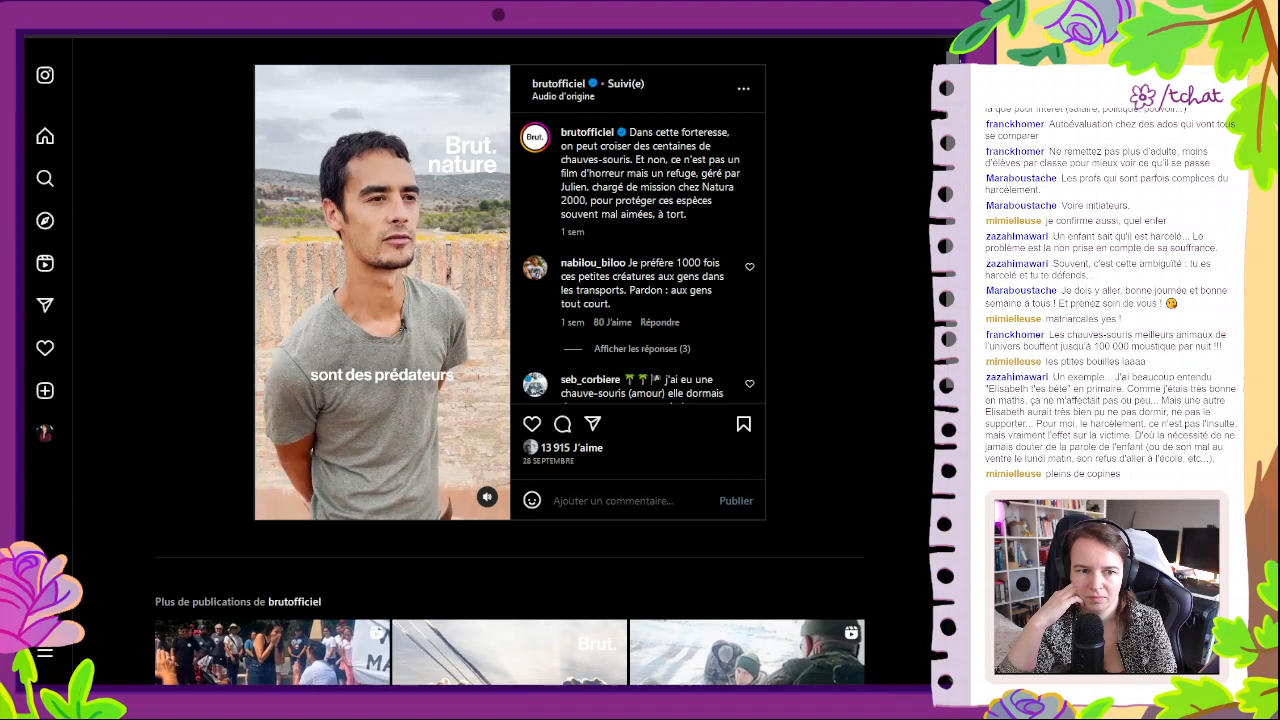 brutofficiel • Suivi(e)
Audio d'origine
Brut.
nature
sont des prédateurs
Brut.
brutofficiel Dans cette forteresse,
on peut croiser des centaines de
chauves-souris. Et non, ce n'est pas un
film d'horreur mais un refuge, géré par
Julien, chargé de mission chez Natura
2000, pour protéger ces espèces
souvent mal aimées, à tort.
1 sem
nabilou_biloo Je préfère 1000 fois
ces petites créatures aux gens dans
les transports. Pardon : aux gens
tout court.
1 sem 80 J'aime Répondre
Afficher les réponses (3)
seb_corbiere 🌴 🌴 j'ai eu une
chauve-souris (amour) elle dormais
13 915 J'aime
28 SEPTEMBRE
Ajouter un commentaire... Publier
Plus de publications de brutofficiel
Brut.
/tchat
là que pour l'intérêt (salaire, politique, pouvoir...)
franckhomer Autoévaluation chez des ados qui vont tous
se comparer
franckhomer Ne remettez pas plus d'adulte, moins
d'élèves par classe pour mieux voir ce qu'il se passe
Maraboustache Les profs qui sont parfois complices du
harcèlement.
Maraboustache Voire initiateurs.
mimielleuse je confirme aussi, quel enfer
zazahimawari Un enfant sait qu'il est harcelé... Le
problème est la non prise en compte de sa souffrance.
zazahimawari Souvent, c'est cette ambiguïté : tu es
harcelé et tu te défends...
Maraboustache Je dois y aller, bonne journée et bonne
semaine à tous ! Et prenez soin de vous ! 😘
mimielleuse matriarcales yes !
franckhomer Les chauves-souris meilleurs animaux de
l'univers bouffent jusqu'à 100 000 moustique par nuit !!!
mimielleuse les ptites bouilles laaaa
zazahimawari Un exemple... J'ai beaucoup entendu
"Elisabeth t'es bête" en primaire. Comme j'étais très bonne
en maths, ça ne m'affectait pas ou peu... Mais une autre
Elisabeth aurait très bien pu ne pas dormir, ne pas le
supporter... Pour moi, le harcèlement, ce n'est pas l'insulte,
mais vraiment l'effet sur la victime. D'où la nécessité de ne
jamais douter de la parole de l'enfant (ou de son mal au
ventre le lundi matin, son refus d'aller à l'école, etc...).
mimielleuse pleins de copines